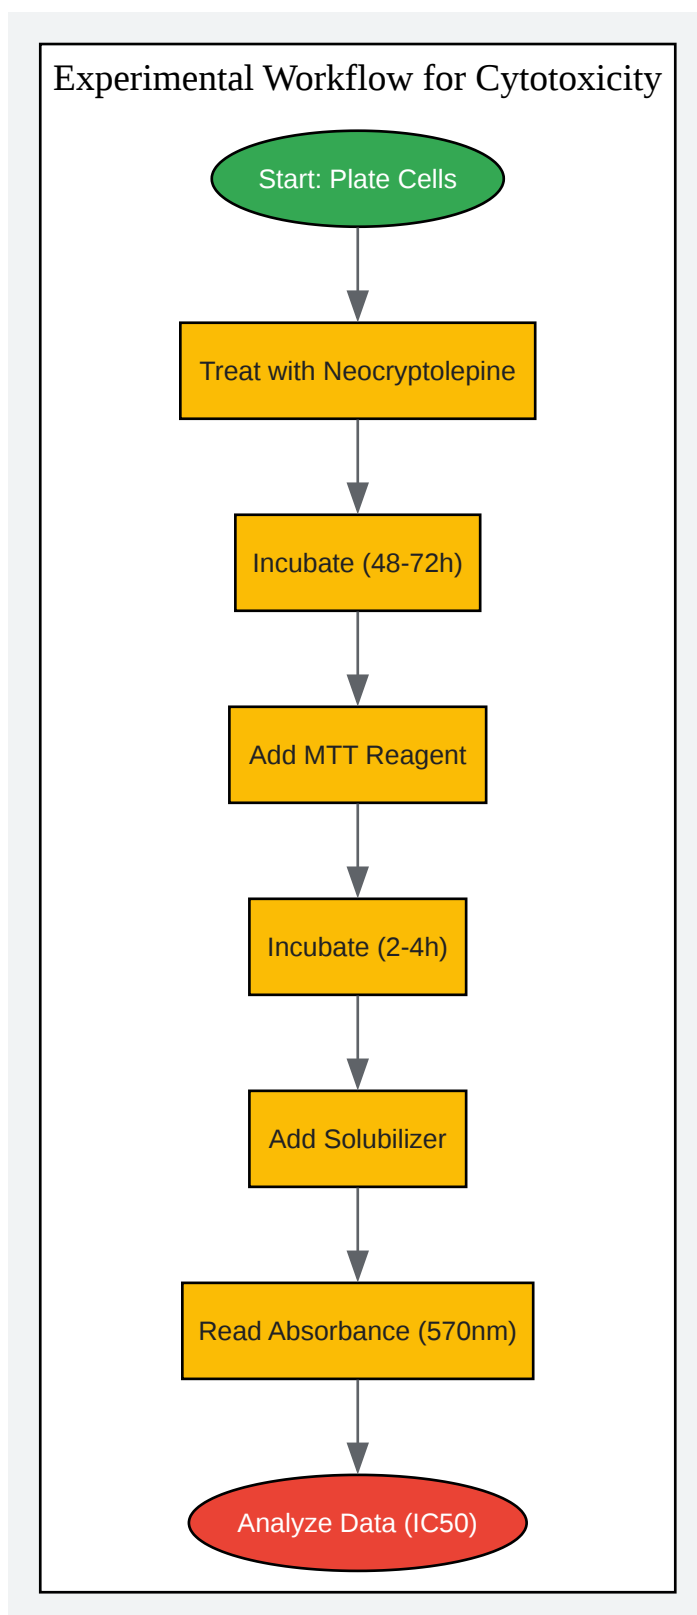 Experimental Workflow for Cytotoxicity
Start: Plate Cells
Treat with Neocryptolepine
Incubate (48-72h)
Add MTT Reagent
Incubate (2-4h)
Add Solubilizer
Read Absorbance (570nm)
Analyze Data (IC50)